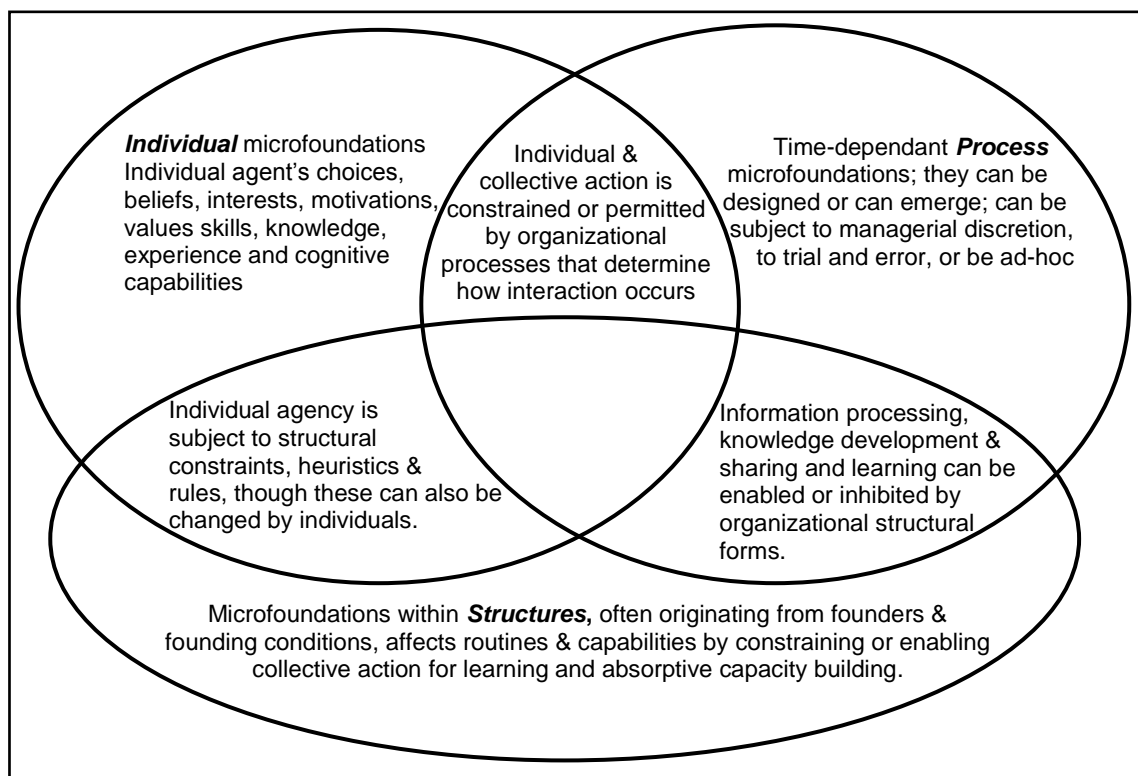 Individual microfoundations
Individual agent’s choices,
beliefs, interests, motivations,
values skills, knowledge,
experience and cognitive
capabilities
Individual &
collective action is
constrained or permitted
by organizational
processes that determine
how interaction occurs
Time-dependant Process
microfoundations; they can be
designed or can emerge; can be
subject to managerial discretion,
to trial and error, or be ad-hoc
Individual agency is
subject to structural
constraints, heuristics &
rules, though these can also be
changed by individuals.
Information processing,
knowledge development &
sharing and learning can be
enabled or inhibited by
organizational structural
forms.
Microfoundations within Structures, often originating from founders &
founding conditions, affects routines & capabilities by constraining or enabling
collective action for learning and absorptive capacity building.